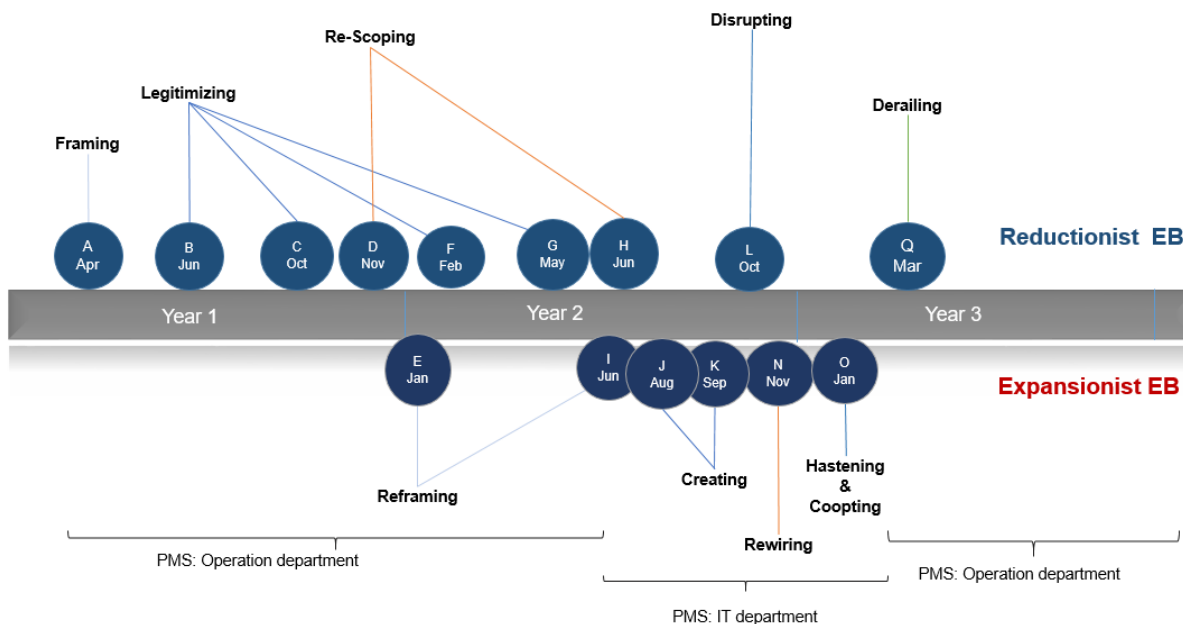 Disrupting
Re-Scoping
Legitimizing
Derailing
Framing
A
Apr
B
Jun
C
Oct
D
Nov
F
Feb
G
May
H
Jun
L
Oct
Q
Mar
Reductionist EB
Year 1
Year 2
Year 3
E
Jan
I
Jun
J
Aug
K
Sep
N
Nov
O
Jan
Expansionist EB
Reframing
Creating
Hastening
&
Coopting
Rewiring
PMS: Operation department
PMS: IT department
PMS: Operation department